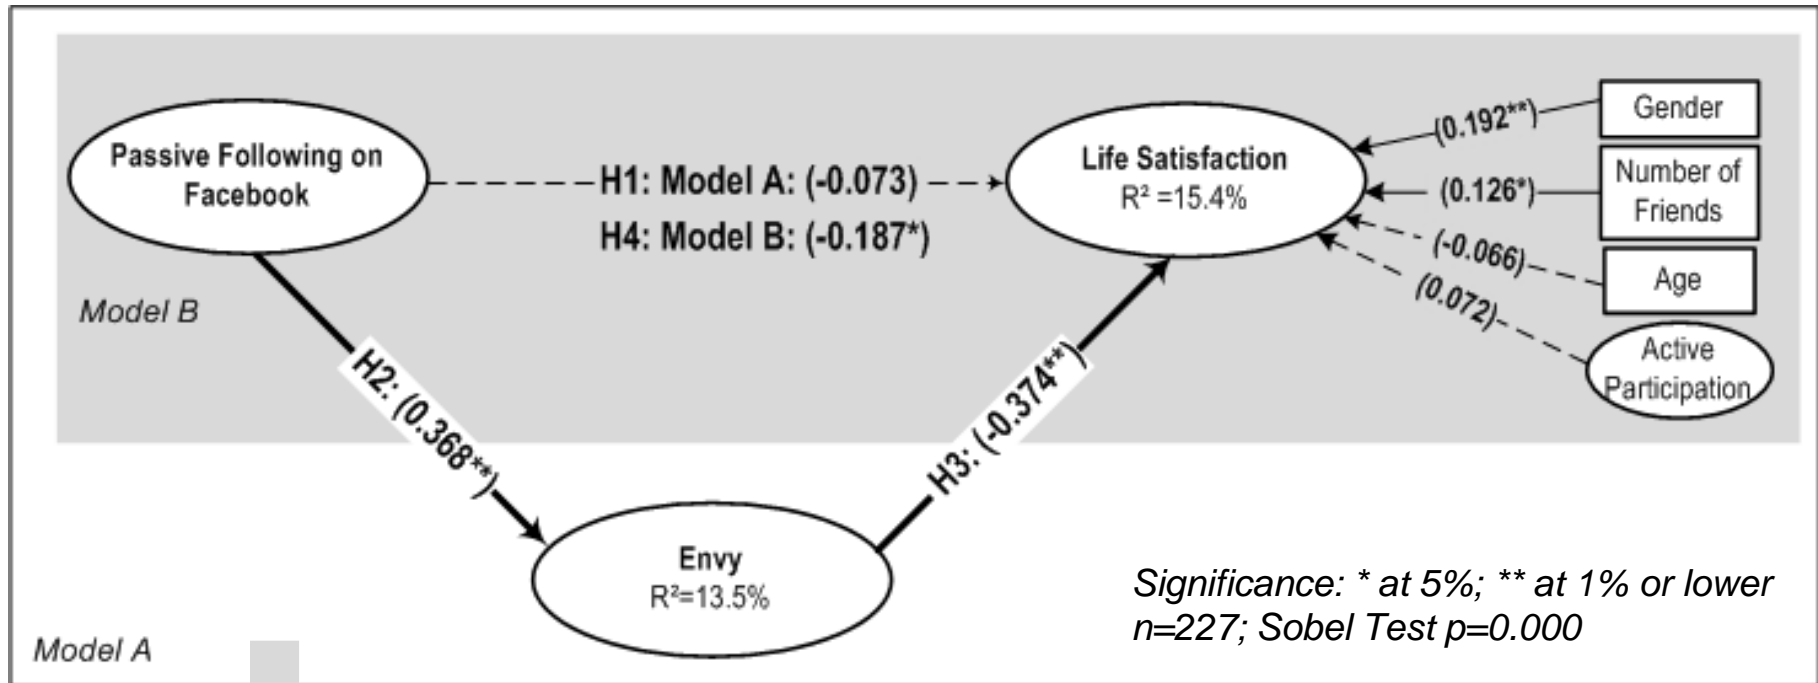 Passive Following on
Facebook
H1: Model A: (-0.073)
H4: Model B: (-0.187*)
Life Satisfaction
R² =15.4%
(0.192**)
Gender
(0.126*)
Number of
Friends
(-0.066)
Age
(0.072)
Active
Participation
Model B
H2: (0.368**)
H3: (-0.374**)
Envy
R²=13.5%
Significance: * at 5%; ** at 1% or lower
n=227; Sobel Test p=0.000
Model A